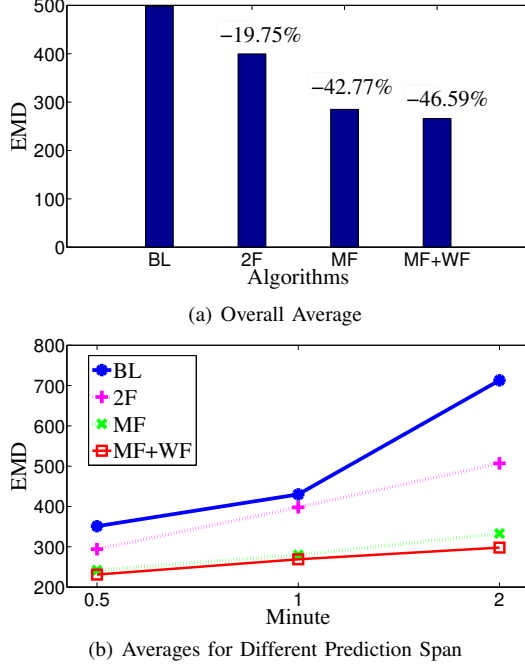 500
400
300
200
100
0
EMD
−19.75%
−42.77%
−46.59%
BL 2F MF MF+WF
Algorithms
(a) Overall Average
800
700
600
500
400
300
200
EMD
BL
2F
MF
MF+WF
0.5 1 2
Minute
(b) Averages for Different Prediction Span